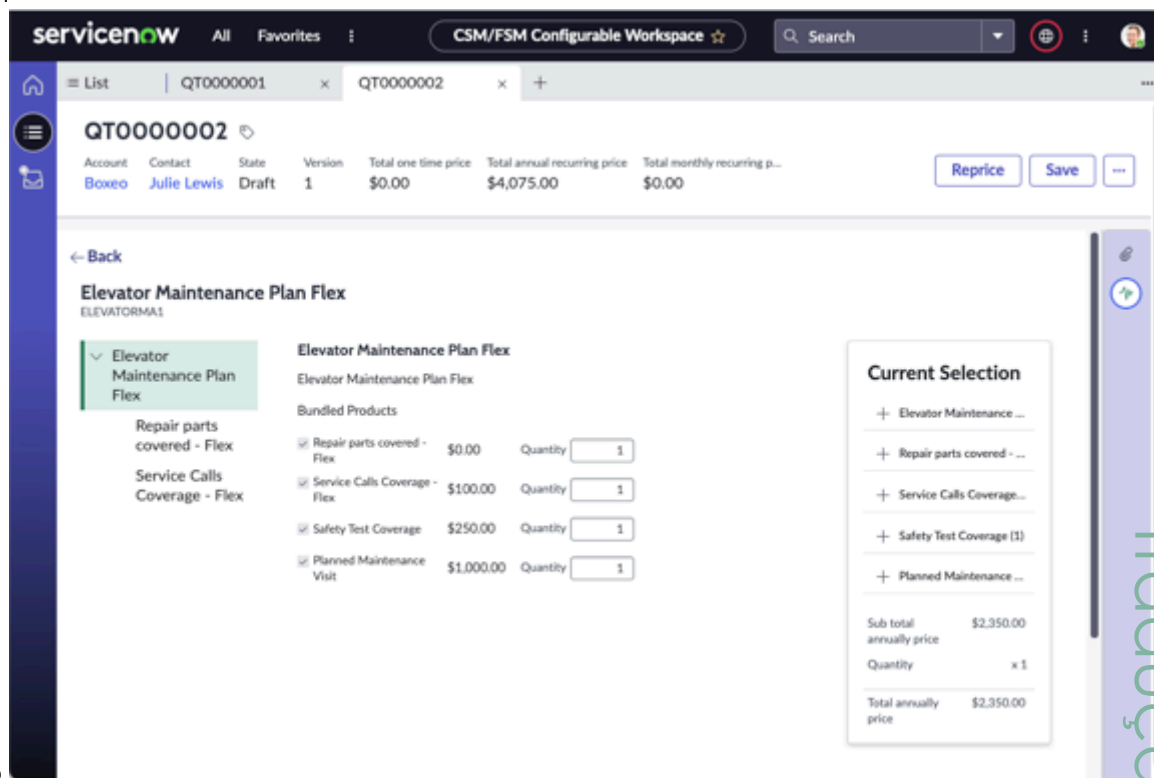 servicenow All Favorites CSM/FSM Configurable Workspace Search
List QT0000001 × QT0000002 × +
QT0000002
Account Contact State Version Total one time price Total annual recurring price Total monthly recurring p...
Boxeo Julie Lewis Draft 1 $0.00 $4,075.00 $0.00
Reprice Save ...
← Back
Elevator Maintenance Plan Flex
ELEVATORMA1
Elevator
Maintenance Plan
Flex
Repair parts
covered - Flex
Service Calls
Coverage - Flex
Elevator Maintenance Plan Flex
Elevator Maintenance Plan Flex
Bundled Products
Repair parts covered -
Flex
$0.00 Quantity 1
Service Calls Coverage -
Flex
$100.00 Quantity 1
Safety Test Coverage $250.00 Quantity 1
Planned Maintenance
Visit
$1,000.00 Quantity 1
Current Selection
+ Elevator Maintenance ...
+ Repair parts covered - ...
+ Service Calls Coverage...
+ Safety Test Coverage (1)
+ Planned Maintenance ...
Sub total
annually price
$2,350.00
Quantity x 1
Total annually
price
$2,350.00